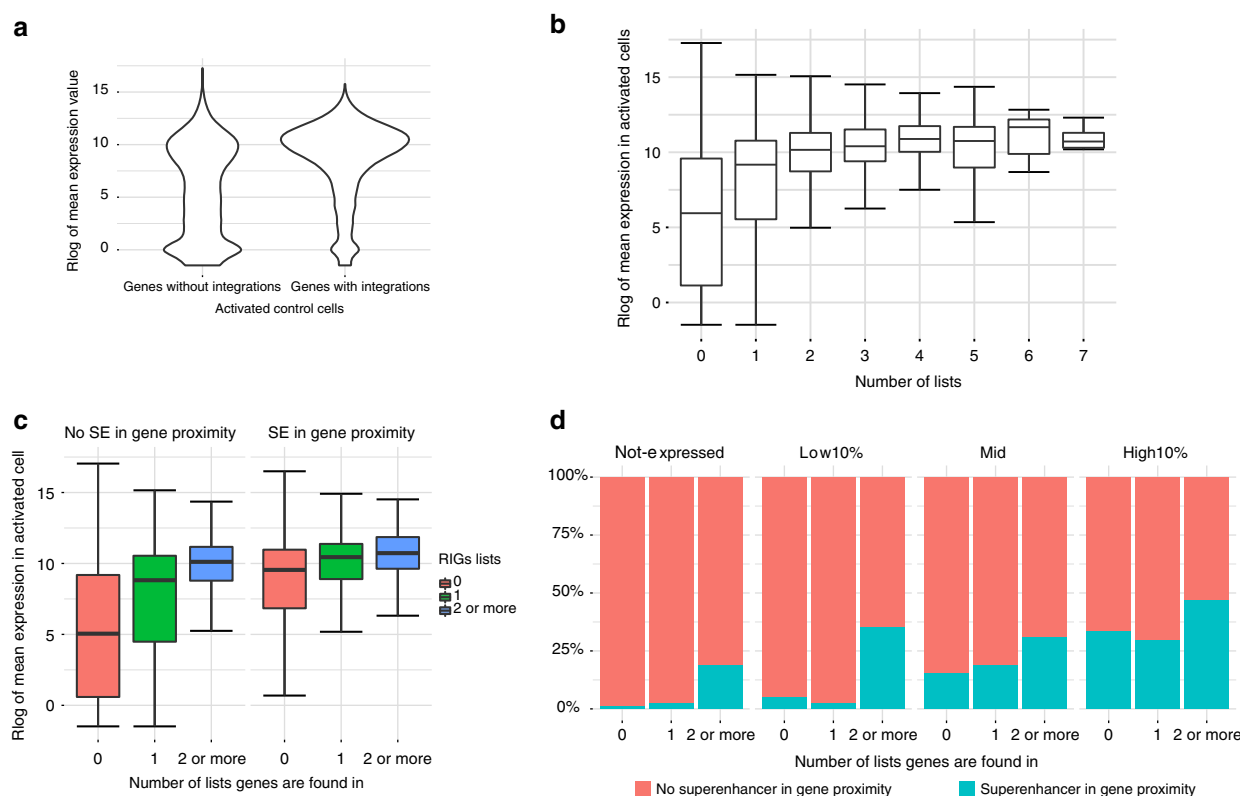 a
Rlog of mean expression value
15
10
5
0
Genes without integrations
Genes with integrations
Activated control cells
b
Rlog of mean expression in activated cells
15
10
5
0
0 1 2 3 4 5 6 7
Number of lists
c
No SE in gene proximity
SE in gene proximity
Rlog of mean expression in activated cell
15
10
5
0
0 1 2 or more
0 1 2 or more
Number of lists genes are found in
RIGs lists
0
1
2 or more
d
Not-e xpressed
Low10%
Mid
High10%
100%
75%
50%
25%
0%
0 1 2 or more
0 1 2 or more
0 1 2 or more
0 1 2 or more
Number of lists genes are found in
No superenhancer in gene proximity
Superenhancer in gene proximity